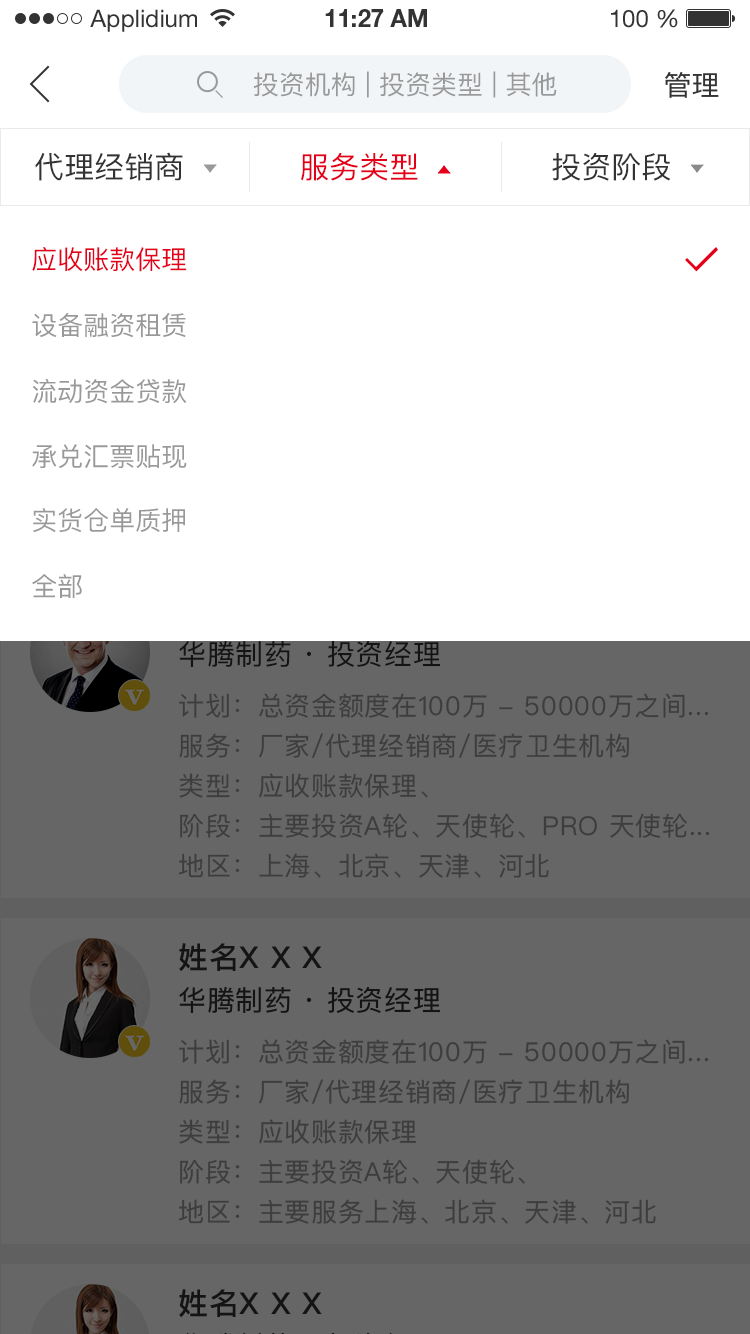 Applidium 11:27 AM 100 %
投资机构 | 投资类型 | 其他 管理
代理经销商 服务类型 投资阶段
应收账款保理
设备融资租赁
流动资金贷款
承兑汇票贴现
实货仓单质押
全部
华腾制药 · 投资经理
V
计划：总资金额度在100万 – 50000万之间...
服务：厂家/代理经销商/医疗卫生机构
类型：应收账款保理、
阶段：主要投资A轮、天使轮、PRO 天使轮...
地区：上海、北京、天津、河北
姓名X X X
华腾制药 · 投资经理
V
计划：总资金额度在100万 – 50000万之间...
服务：厂家/代理经销商/医疗卫生机构
类型：应收账款保理
阶段：主要投资A轮、天使轮、
地区：主要服务上海、北京、天津、河北
姓名X X X